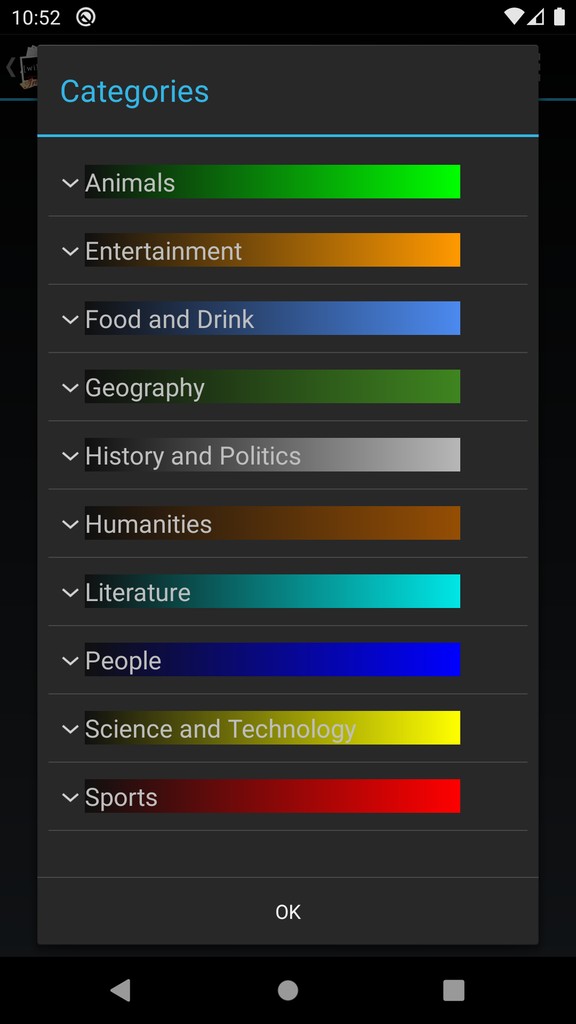 10:52
Categories
Animals
Entertainment
Food and Drink
Geography
History and Politics
Humanities
Literature
People
Science and Technology
Sports
OK